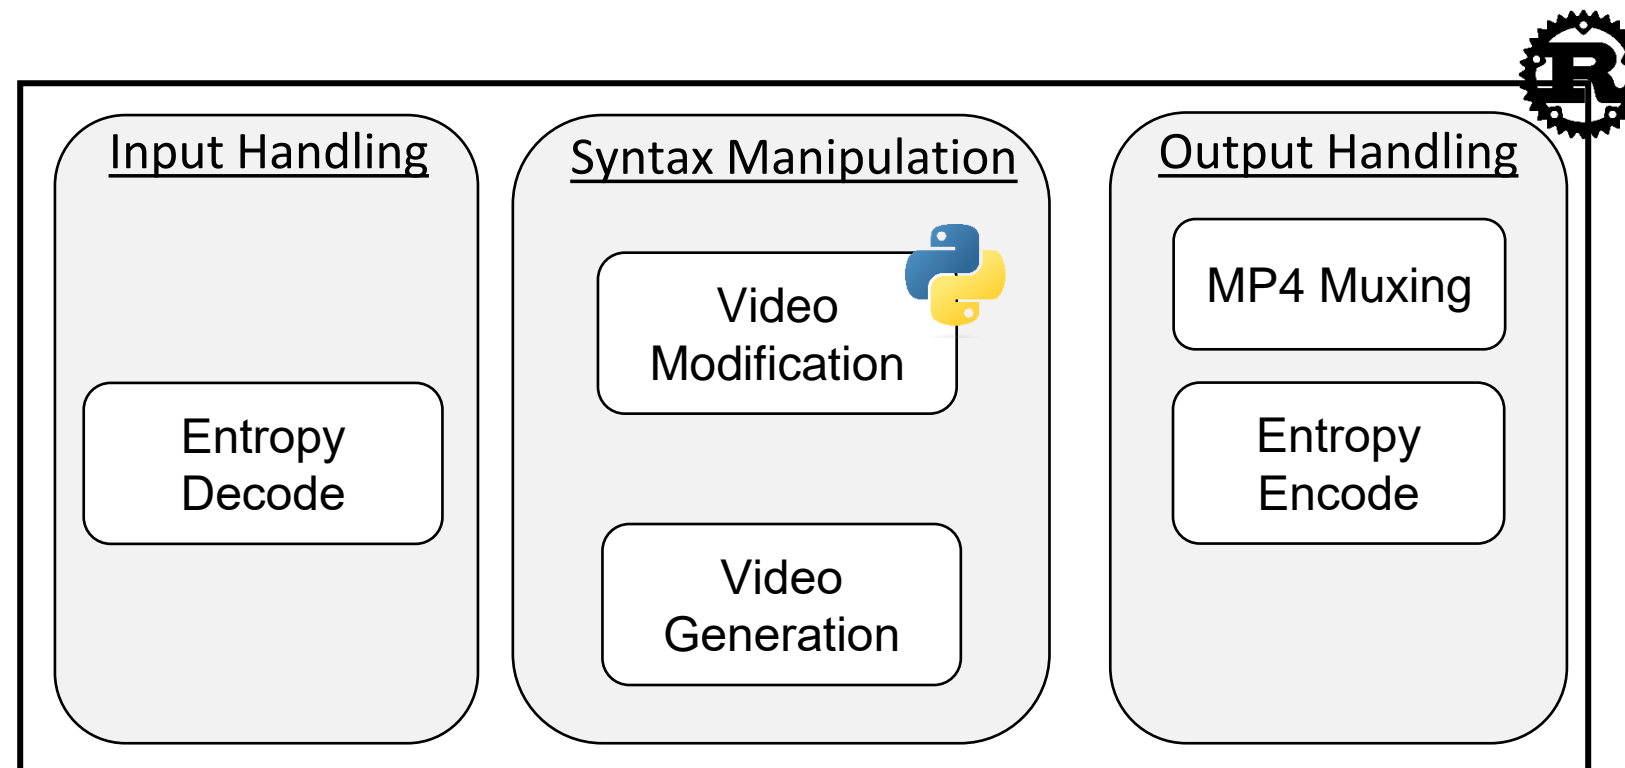 Input Handling
Entropy
Decode
Syntax Manipulation
Video
Modification
Video
Generation
Output Handling
MP4 Muxing
Entropy
Encode
R